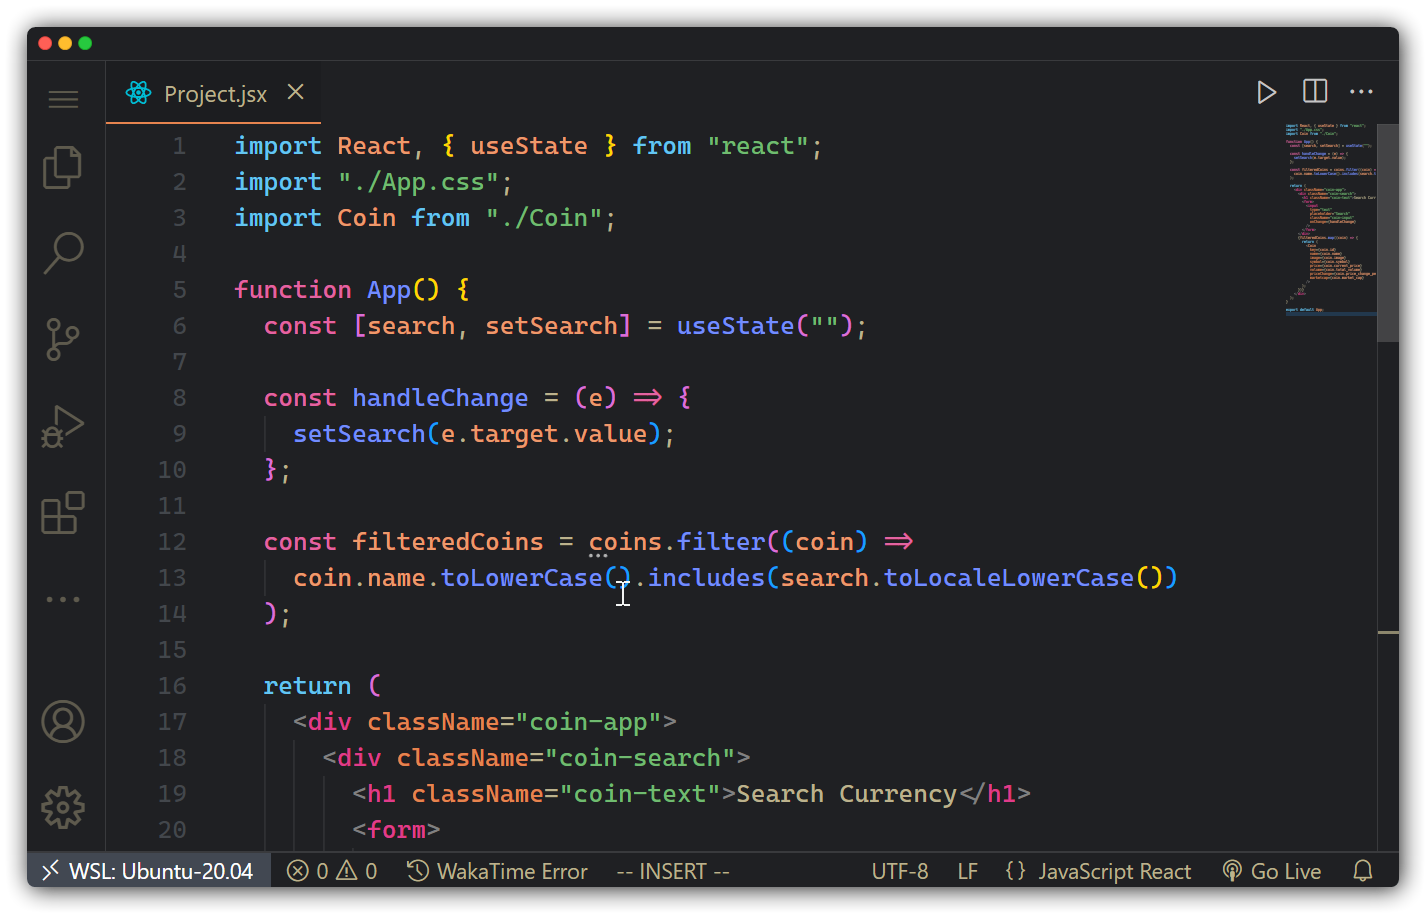 Project.jsx
1 import React, { useState } from "react";
2 import "./App.css";
3 import Coin from "./Coin";
4
5 function App() {
6 const [search, setSearch] = useState("");
7
8 const handleChange = (e) => {
9 setSearch(e.target.value);
10 };
11
12 const filteredCoins = coins.filter((coin) =>
13 coin.name.toLowerCase().includes(search.toLocaleLowerCase())
14 );
15
16 return (
17 <div className="coin-app">
18 <div className="coin-search">
19 <h1 className="coin-text">Search Currency</h1>
20 <form>
WSL: Ubuntu-20.04 0 0 WakaTime Error -- INSERT -- UTF-8 LF {} JavaScript React Go Live